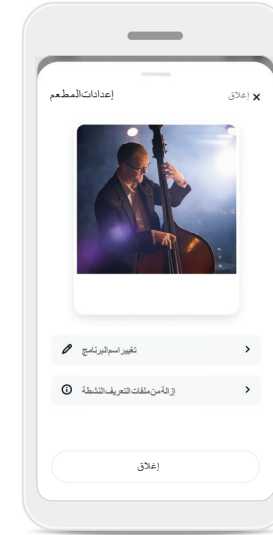 إغلاق
إعدادات المطعم
تغيير اسم البرنامج
إزالة من ملفات التعريف النشطة
إغلاق